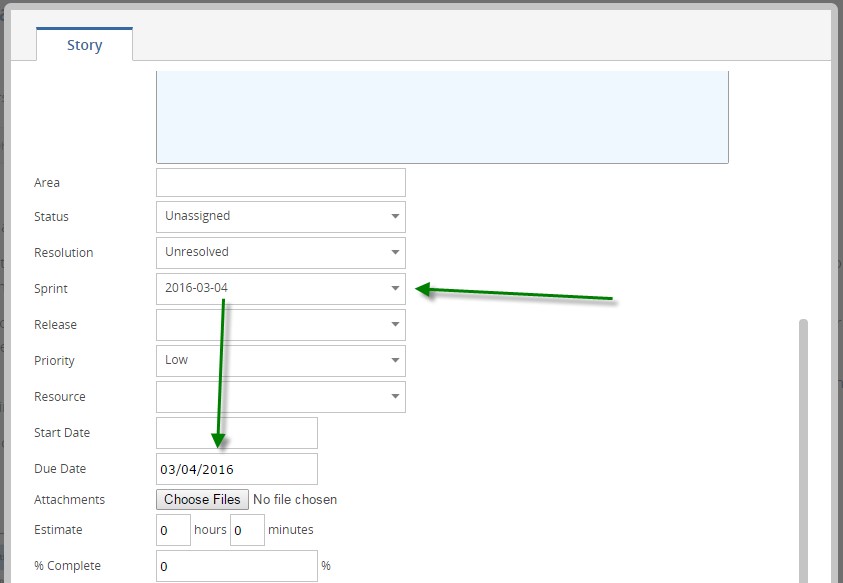 Story
Area
Status Unassigned
Resolution Unresolved
Sprint 2016-03-04
Release
Priority Low
Resource
Start Date
Due Date 03/04/2016
Attachments Choose Files No file chosen
Estimate 0 hours 0 minutes
% Complete 0 %